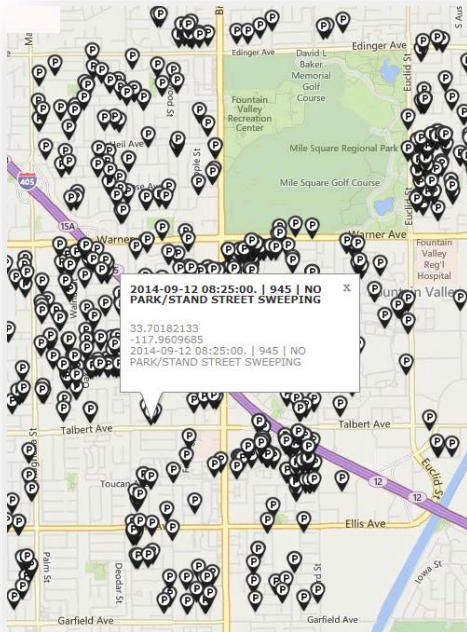 Edinger Ave
Edinger Ave
David L
Baker
Memorial
Golf
Course
Euclid St
S Aus
Fountain
Valley
Recreation
Center
Mile Square Regional Park
Mile Square Golf Course
Euclid St
405
15A
Warner
Warner Ave
Fountain
Valley
Reg'l
Hospital
2014-09-12 08:25:00. | 945 | NO
PARK/STAND STREET SWEEPING
x
33.70182133
-117.9609685
2014-09-12 08:25:00. | 945 | NO
PARK/STAND STREET SWEEPING
Talbert Ave
Talbert Ave
Toucan
12
12
Euclid St
Ellis Ave
Palm St
Deodar St
Iowa St
Garfield Ave
Garfield Ave